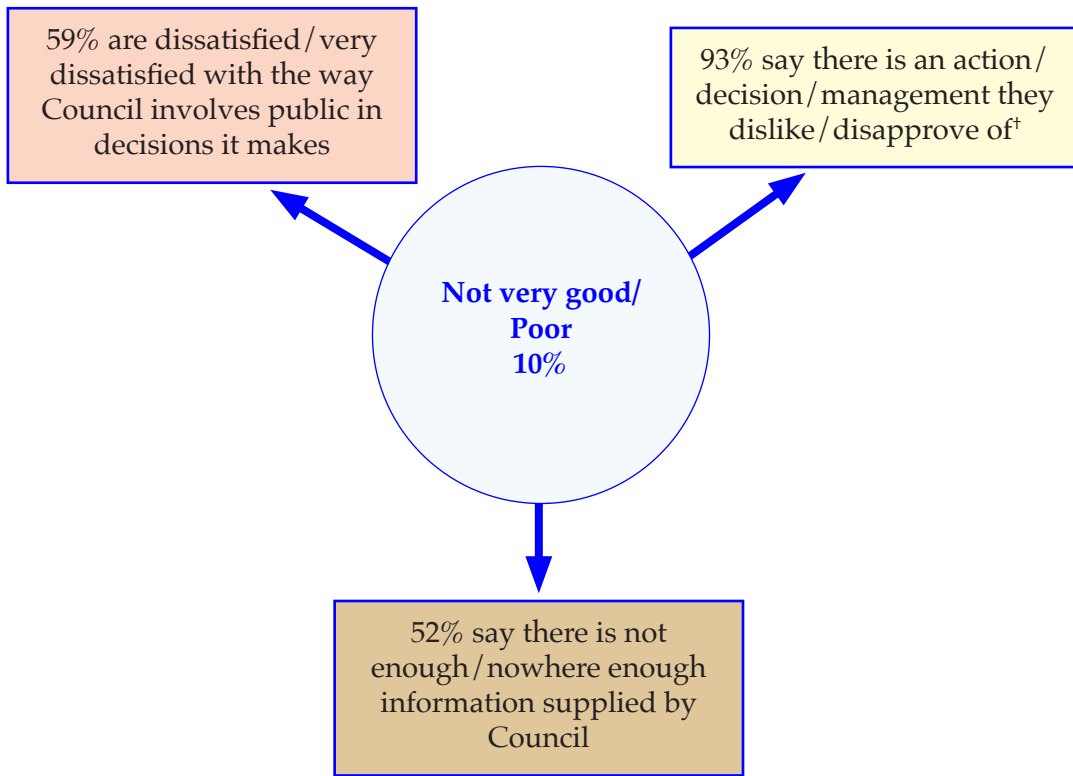 59% are dissatisfied/very
dissatisfied with the way
Council involves public in
decisions it makes
93% say there is an action/
decision/management they
dislike/disapprove of†
Not very good/
Poor
10%
52% say there is not
enough/nowhere enough
information supplied by
Council